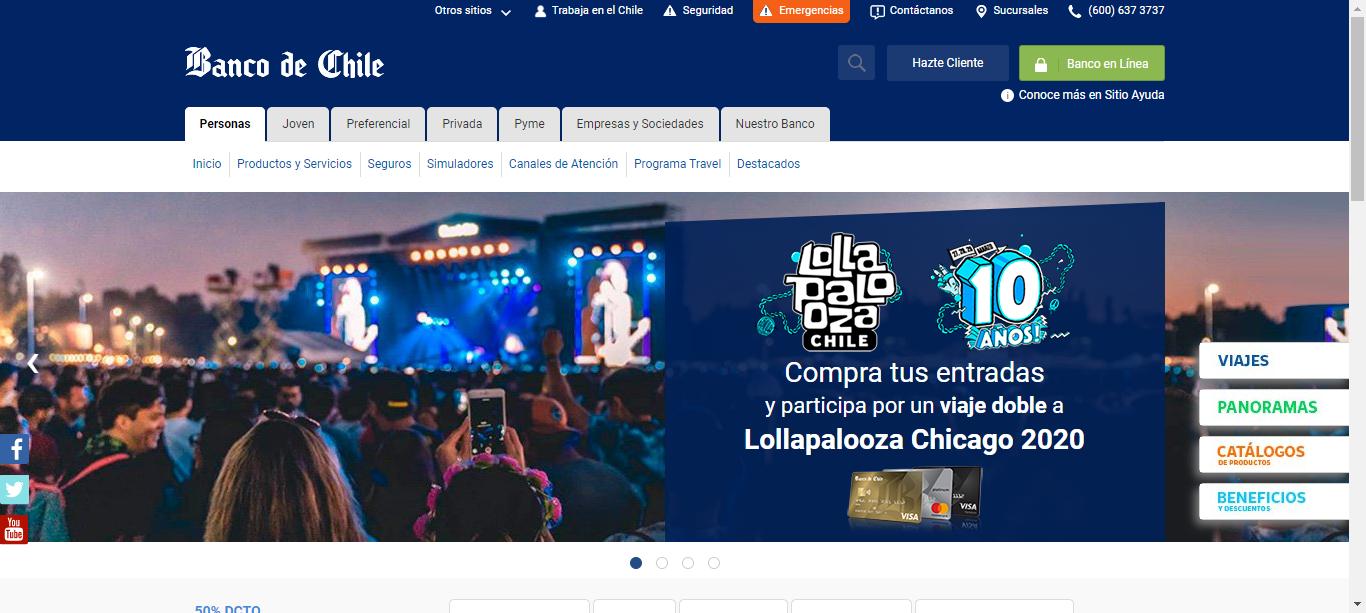 Otros sitios
Trabaja en el Chile
Seguridad
Emergencias
Contáctanos
Sucursales
(600) 637 3737
Banco de Chile
Hazte Cliente
Banco en Línea
Conoce más en Sitio Ayuda
Personas
Joven
Preferencial
Privada
Pyme
Empresas y Sociedades
Nuestro Banco
Inicio
Productos y Servicios
Seguros
Simuladores
Canales de Atención
Programa Travel
Destacados
Lolla
palo
oza
CHILE
10
AÑOS!
Compra tus entradas
y participa por un viaje doble a
Lollapalooza Chicago 2020
Banco de Chile
VISA
VISA
VIAJES
PANORAMAS
CATÁLOGOS
DE PRODUCTOS
BENEFICIOS
Y DESCUENTOS
You
Tube
50% DCTO